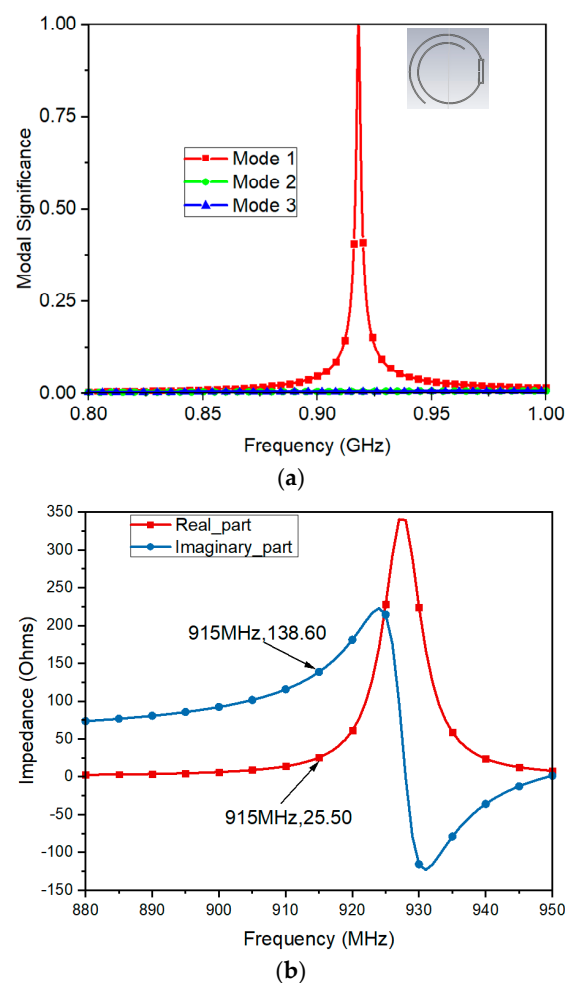 1.00
0.75
0.50
0.25
0.00
Modal Significance
Mode 1
Mode 2
Mode 3
0.80 0.85 0.90 0.95 1.00
Frequency (GHz)
(a)
350
300
250
200
150
100
50
0
-50
-100
-150
Impedance (Ohms)
Real_part
Imaginary_part
915MHz,138.60
915MHz,25.50
880 890 900 910 920 930 940 950
Frequency (MHz)
(b)